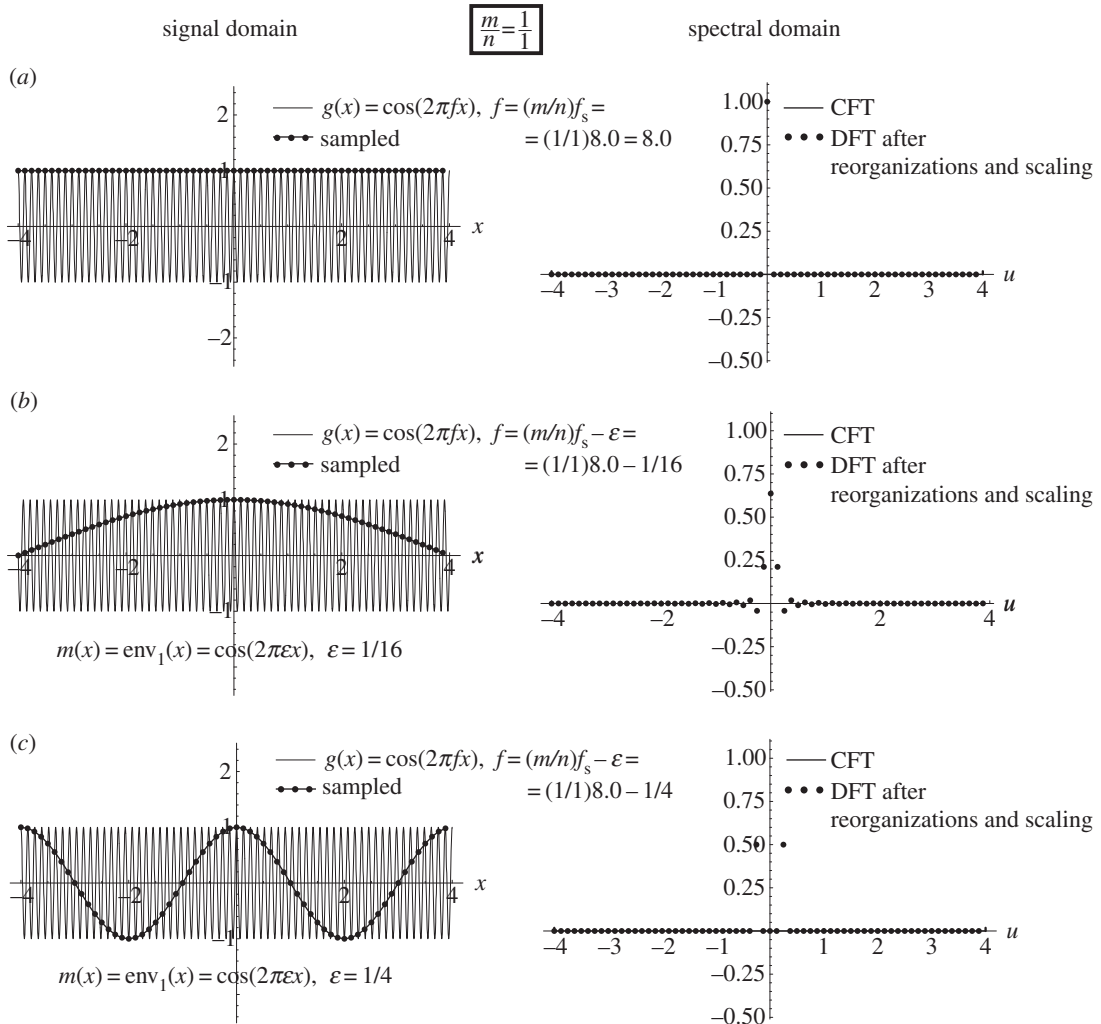 signal domain
m/n = 1/1
spectral domain
(a)
g(x) = cos(2πfx), f = (m/n)f_s =
= (1/1)8.0 = 8.0
sampled
2
1
−4
−2
2
4
x
−1
−2
1.00
0.75
0.50
0.25
CFT
DFT after
reorganizations and scaling
−4 −3 −2 −1 1 2 3 4 u
−0.25
−0.50
(b)
g(x) = cos(2πfx), f = (m/n)f_s − ε =
= (1/1)8.0 − 1/16
sampled
2
1
−4
−2
2
4
x
−1
m(x) = env_1(x) = cos(2πεx), ε = 1/16
1.00
0.75
0.50
0.25
CFT
DFT after
reorganizations and scaling
−4 −2 2 4 u
−0.25
−0.50
(c)
g(x) = cos(2πfx), f = (m/n)f_s − ε =
= (1/1)8.0 − 1/4
sampled
2
1
−4
−2
2
4
x
−1
m(x) = env_1(x) = cos(2πεx), ε = 1/4
1.00
0.75
0.50
0.25
CFT
DFT after
reorganizations and scaling
−4 −3 −2 −1 1 2 3 4 u
−0.25
−0.50